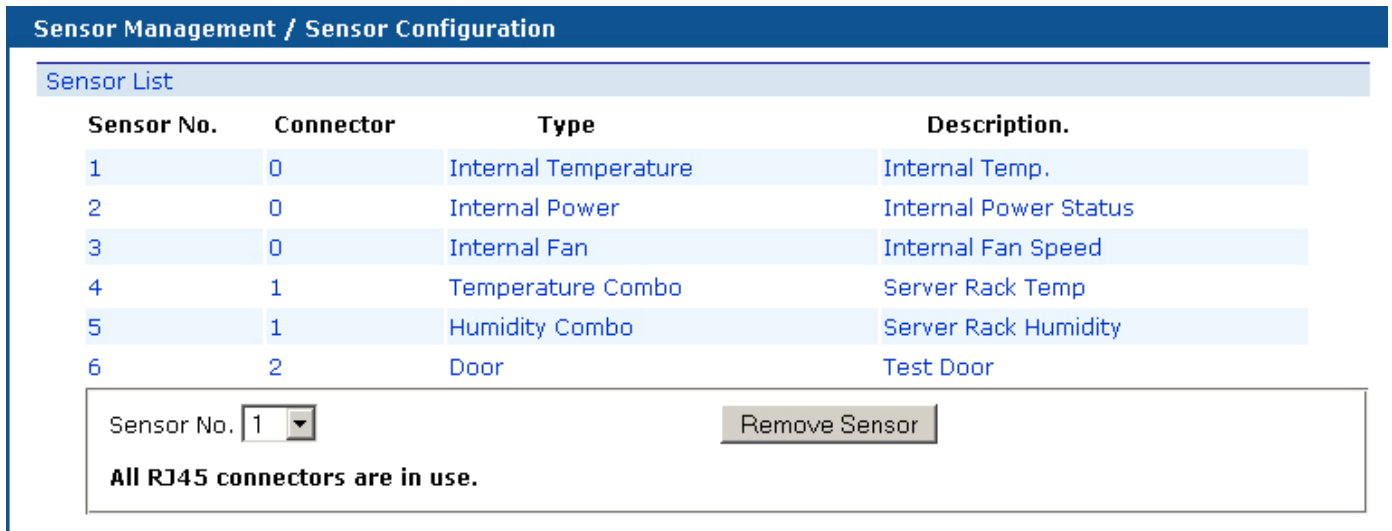 Sensor Management / Sensor Configuration
Sensor List
Sensor No. Connector Type Description.
1 0 Internal Temperature Internal Temp.
2 0 Internal Power Internal Power Status
3 0 Internal Fan Internal Fan Speed
4 1 Temperature Combo Server Rack Temp
5 1 Humidity Combo Server Rack Humidity
6 2 Door Test Door
Sensor No. 1 Remove Sensor
All RJ45 connectors are in use.